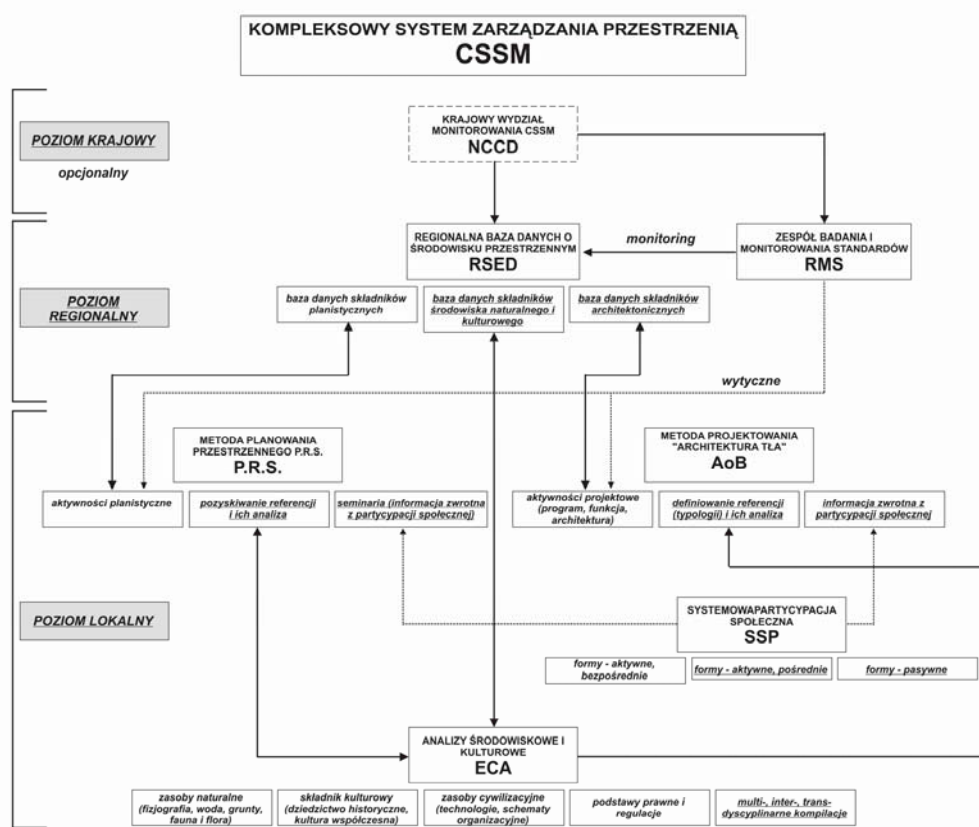 KOMPLEKSOWY SYSTEM ZARZĄDZANIA PRZESTRZENIĄ
CSSM
POZIOM KRAJOWY
opcjonalny
KRAJOWY WYDZIAŁ
MONITOROWANIA CSSM
NCCD
REGIONALNA BAZA DANYCH O
ŚRODOWISKU PRZESTRZENNYM
RSED
monitoring
ZESPÓŁ BADANIA I
MONITOROWANIA STANDARDÓW
RMS
POZIOM
REGIONALNY
baza danych składników
planistycznych
baza danych składników
środowiska naturalnego i
kulturowego
baza danych składników
architektonicznych
wytyczne
METODA PLANOWANIA
PRZESTRZENNEGO P.R.S.
P.R.S.
METODA PROJEKTOWANIA
"ARCHITEKTURA TŁA"
AoB
aktywności planistyczne
pozyskiwanie referencji
i ich analiza
seminaria (informacja zwrotna
z partycypacji społecznej)
aktywności projektowe
(program, funkcja,
architektura)
definiowanie referencji
(typologii) i ich analiza
informacja zwrotna z
partycypacji społecznej
POZIOM LOKALNY
SYSTEMOWAPARTYCYPACJA
SPOŁECZNA
SSP
formy - aktywne,
bezpośrednie
formy - aktywne, pośrednie
formy - pasywne
ANALIZY ŚRODOWISKOWE I
KULTUROWE
ECA
zasoby naturalne
(fizjografia, woda, grunty,
fauna i flora)
składnik kulturowy
(dziedzictwo historyczne,
kultura współczesna)
zasoby cywilizacyjne
(technologie, schematy
organizacyjne)
podstawy prawne i
regulacje
multi-, inter-, trans-
dyscyplinarne kompilacje